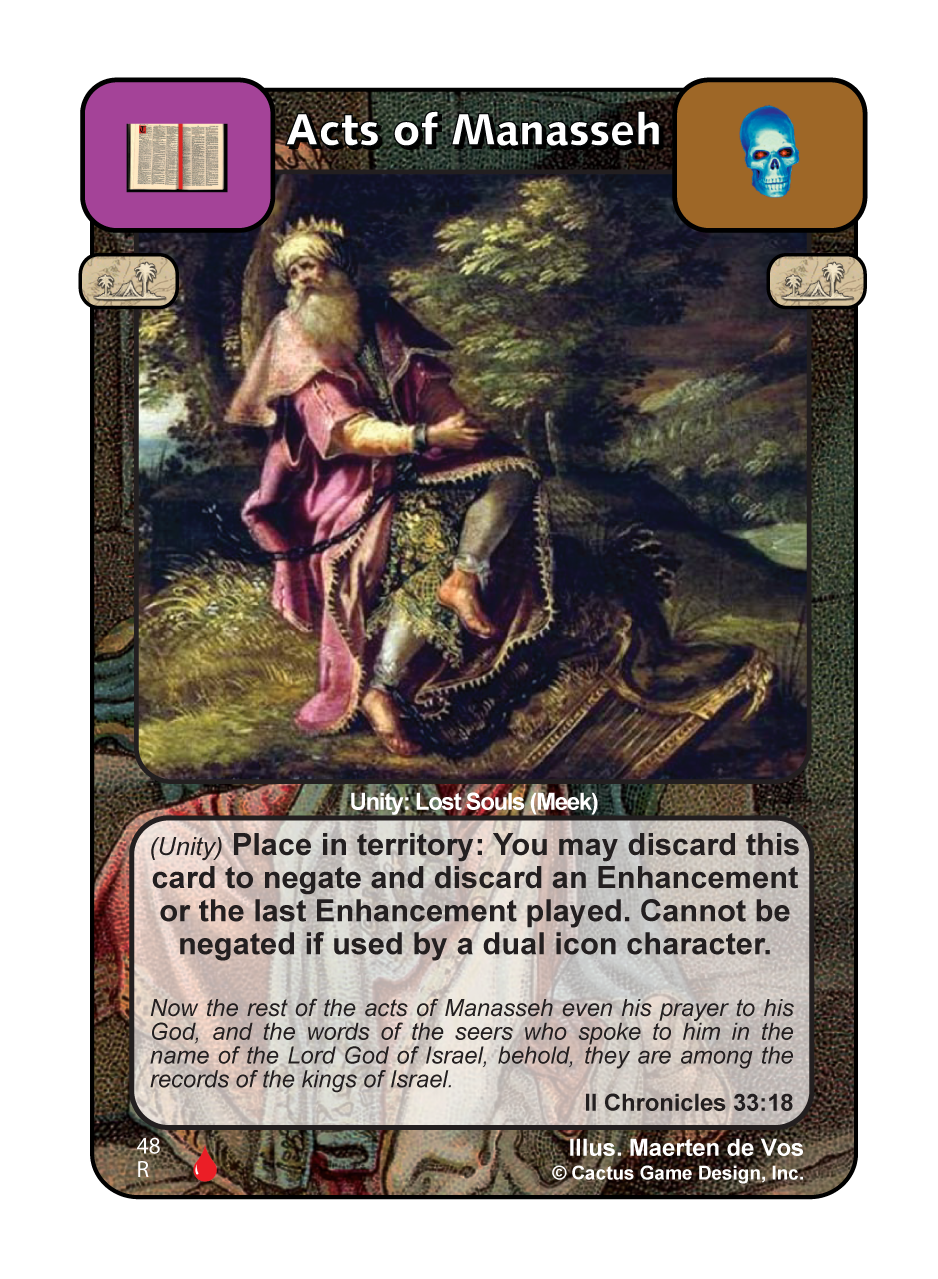 Acts of Manasseh
Unity: Lost Souls (Meek)
(Unity) Place in territory: You may discard this
card to negate and discard an Enhancement
or the last Enhancement played. Cannot be
negated if used by a dual icon character.
Now the rest of the acts of Manasseh even his prayer to his
God, and the words of the seers who spoke to him in the
name of the Lord God of Israel, behold, they are among the
records of the kings of Israel.
II Chronicles 33:18
48
R
Illus. Maerten de Vos
© Cactus Game Design, Inc.